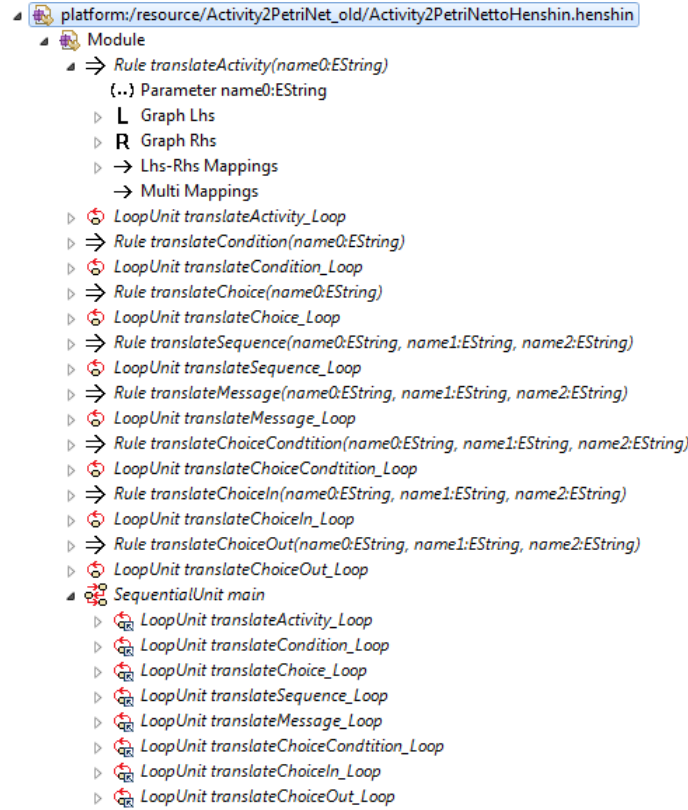 platform:/resource/Activity2PetriNet_old/Activity2PetriNettoHenshin.henshin
Module
Rule translateActivity(name0:EString)
(..) Parameter name0:EString
L Graph Lhs
R Graph Rhs
Lhs-Rhs Mappings
Multi Mappings
LoopUnit translateActivity_Loop
Rule translateCondition(name0:EString)
LoopUnit translateCondition_Loop
Rule translateChoice(name0:EString)
LoopUnit translateChoice_Loop
Rule translateSequence(name0:EString, name1:EString, name2:EString)
LoopUnit translateSequence_Loop
Rule translateMessage(name0:EString, name1:EString, name2:EString)
LoopUnit translateMessage_Loop
Rule translateChoiceCondtition(name0:EString, name1:EString, name2:EString)
LoopUnit translateChoiceCondtition_Loop
Rule translateChoiceIn(name0:EString, name1:EString, name2:EString)
LoopUnit translateChoiceIn_Loop
Rule translateChoiceOut(name0:EString, name1:EString, name2:EString)
LoopUnit translateChoiceOut_Loop
SequentialUnit main
LoopUnit translateActivity_Loop
LoopUnit translateCondition_Loop
LoopUnit translateChoice_Loop
LoopUnit translateSequence_Loop
LoopUnit translateMessage_Loop
LoopUnit translateChoiceCondtition_Loop
LoopUnit translateChoiceIn_Loop
LoopUnit translateChoiceOut_Loop